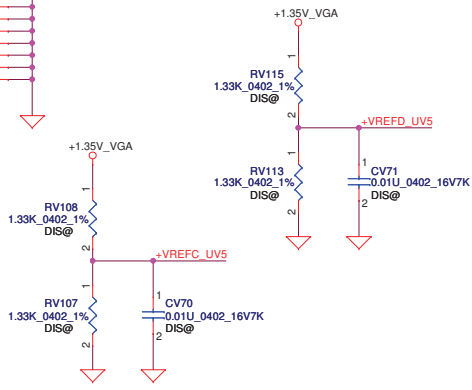 +1.35V_VGA
1
RV115
1.33K_0402_1%
DIS@
2
+VREFD_UV5
1
RV113
1.33K_0402_1%
DIS@
2
1
CV71
0.01U_0402_16V7K
DIS@
2
+1.35V_VGA
1
RV108
1.33K_0402_1%
DIS@
2
+VREFC_UV5
1
RV107
1.33K_0402_1%
DIS@
2
1
CV70
0.01U_0402_16V7K
DIS@
2